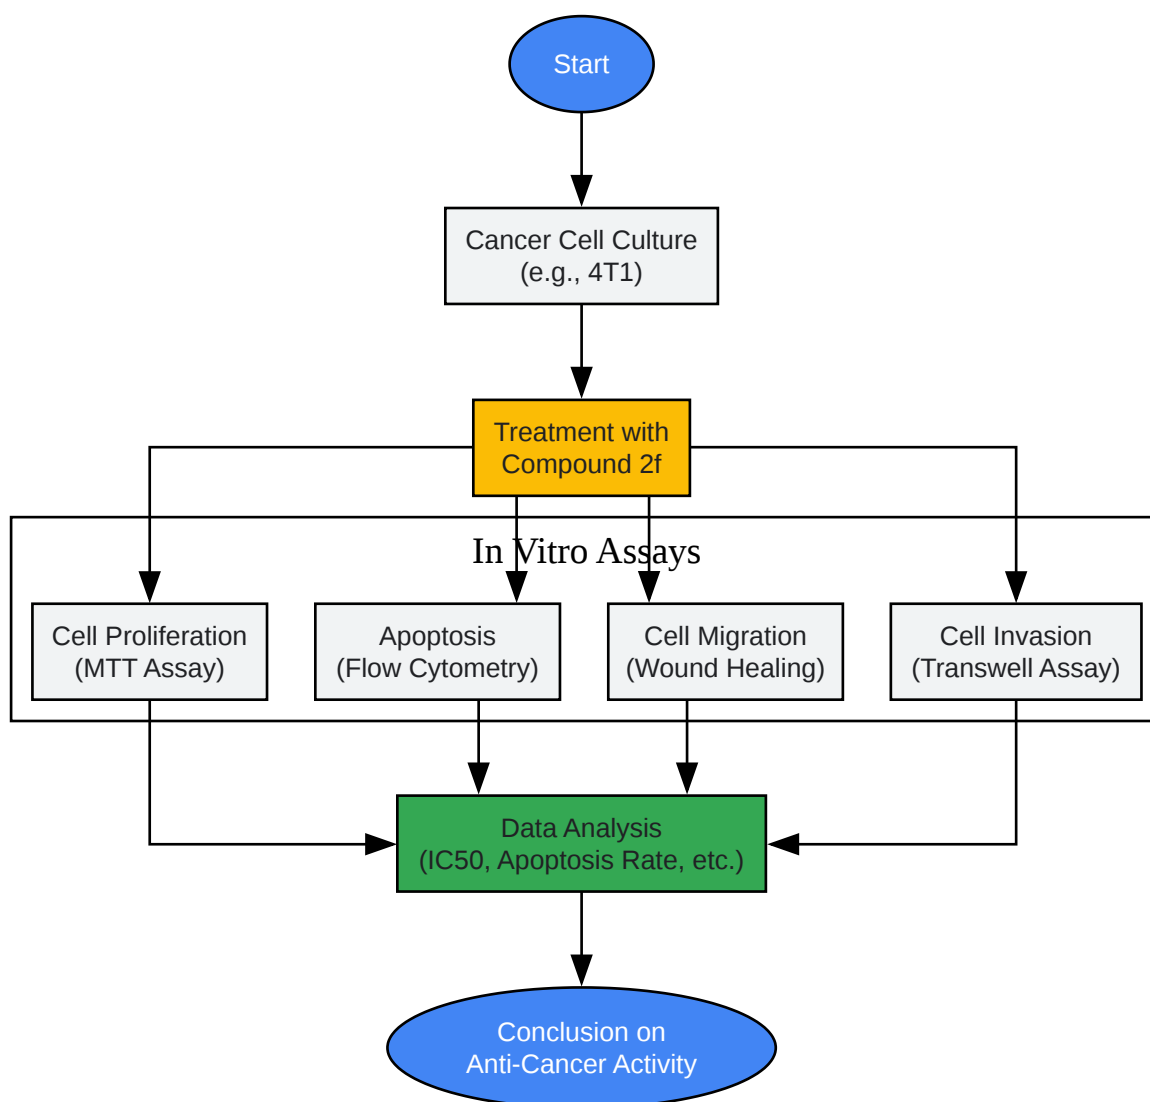 Start
Cancer Cell Culture
(e.g., 4T1)
Treatment with
Compound 2f
In Vitro Assays
Cell Proliferation
(MTT Assay)
Apoptosis
(Flow Cytometry)
Cell Migration
(Wound Healing)
Cell Invasion
(Transwell Assay)
Data Analysis
(IC50, Apoptosis Rate, etc.)
Conclusion on
Anti-Cancer Activity